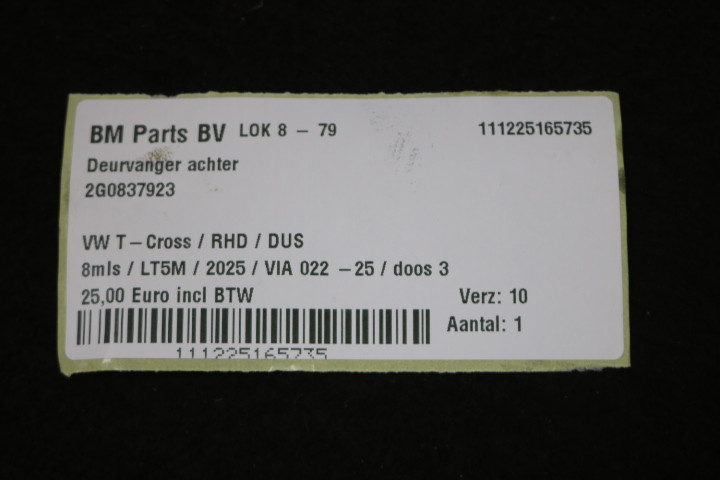 BM Parts BV LOK 8 - 79 111225165735
Deurvanger achter
2G0837923
VW T-Cross / RHD / DUS
8mls / LT5M / 2025 / VIA 022 -25 / doos 3
25,00 Euro incl BTW Verz: 10
Aantal: 1
111225165735